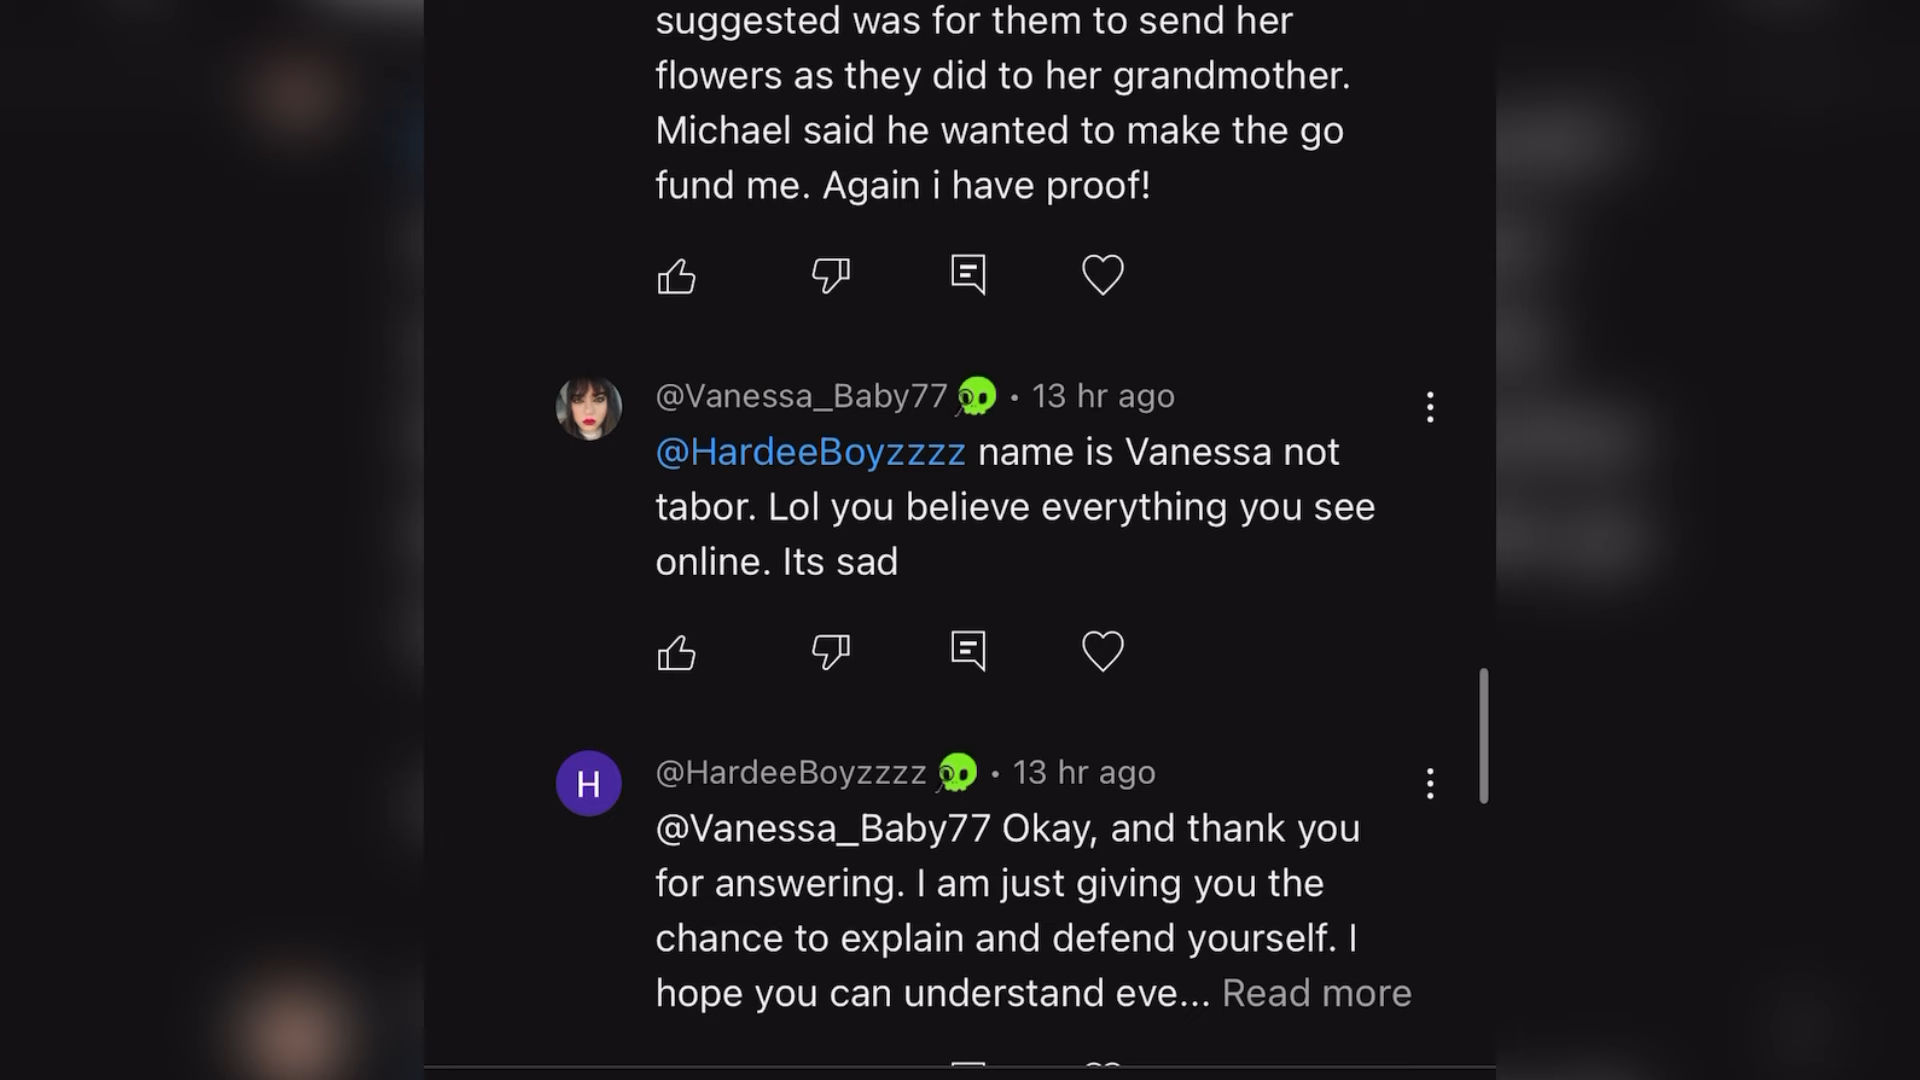 suggested was for them to send her
flowers as they did to her grandmother.
Michael said he wanted to make the go
fund me. Again i have proof!
@Vanessa_Baby77 • 13 hr ago
@HardeeBoyzzzz name is Vanessa not
tabor. Lol you believe everything you see
online. Its sad
H
@HardeeBoyzzzz • 13 hr ago
@Vanessa_Baby77 Okay, and thank you
for answering. I am just giving you the
chance to explain and defend yourself. I
hope you can understand eve... Read more